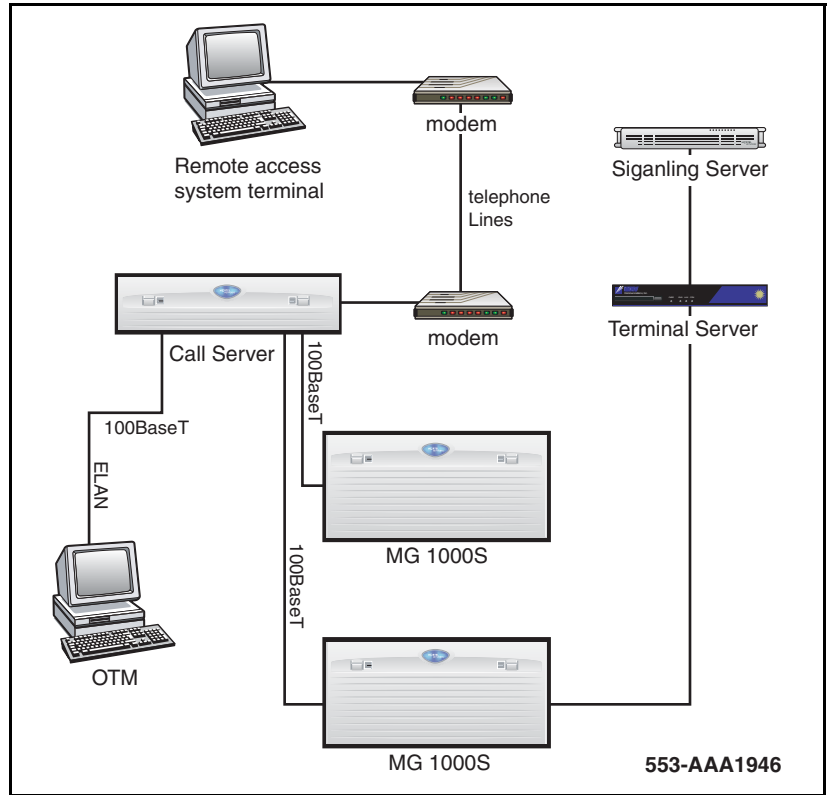 modem
Remote access
system terminal
Siganling Server
telephone
Lines
modem
Terminal Server
Call Server
100BaseT
100BaseT
ELAN
MG 1000S
100BaseT
OTM
MG 1000S
553-AAA1946